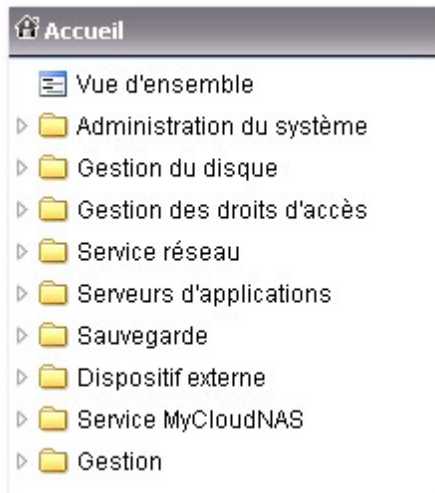 Accueil
Vue d'ensemble
Administration du système
Gestion du disque
Gestion des droits d'accès
Service réseau
Serveurs d'applications
Sauvegarde
Dispositif externe
Service MyCloudNAS
Gestion